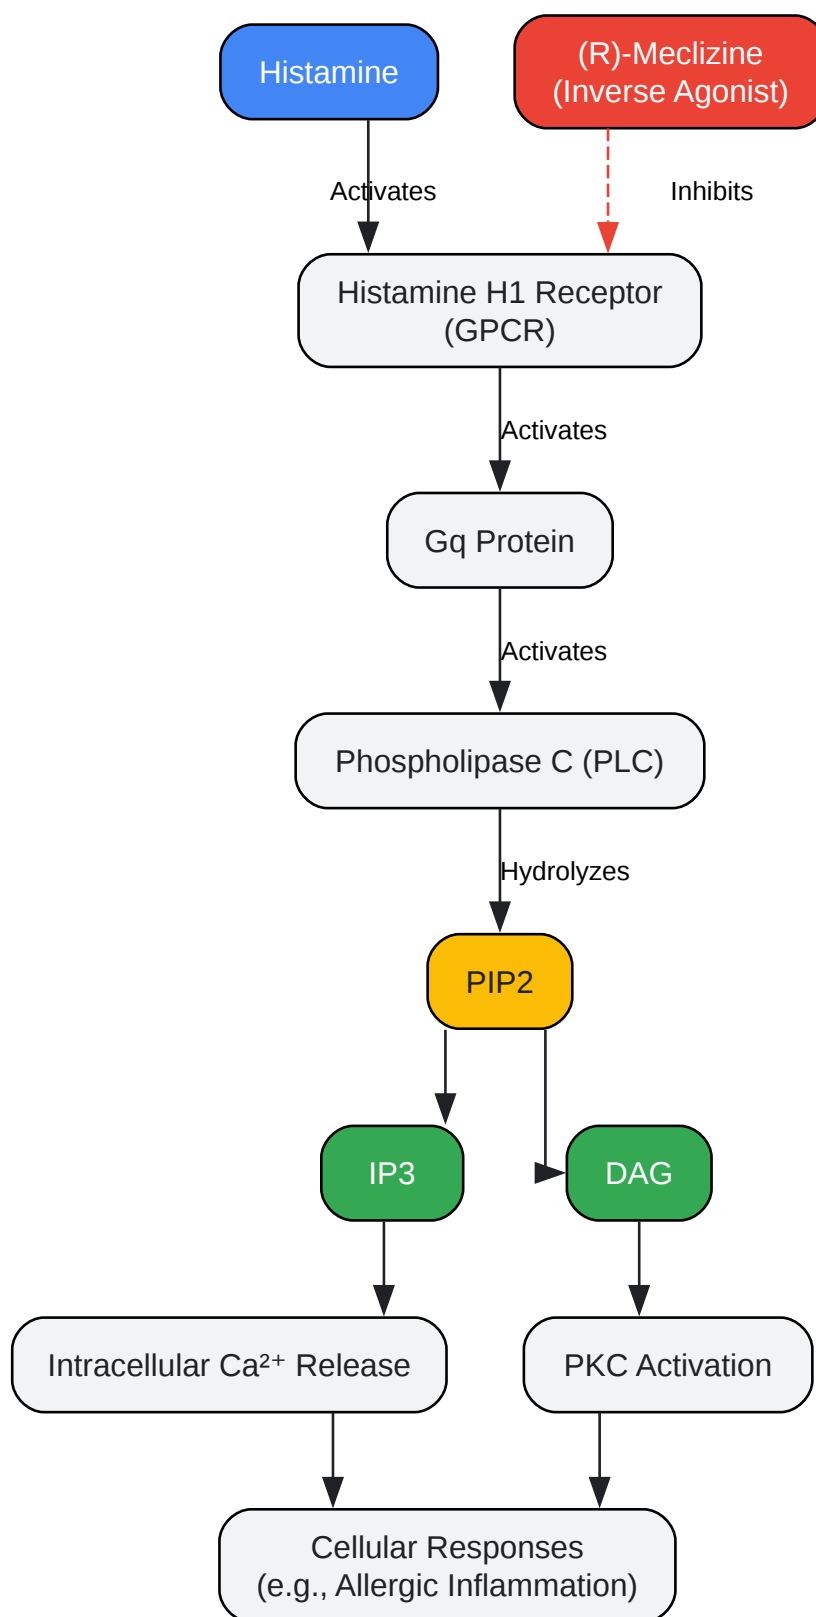 Histamine
(R)-Meclizine
(Inverse Agonist)
Activates
Inhibits
Histamine H1 Receptor
(GPCR)
Activates
Gq Protein
Activates
Phospholipase C (PLC)
Hydrolyzes
PIP2
IP3
DAG
Intracellular Ca²⁺ Release
PKC Activation
Cellular Responses
(e.g., Allergic Inflammation)